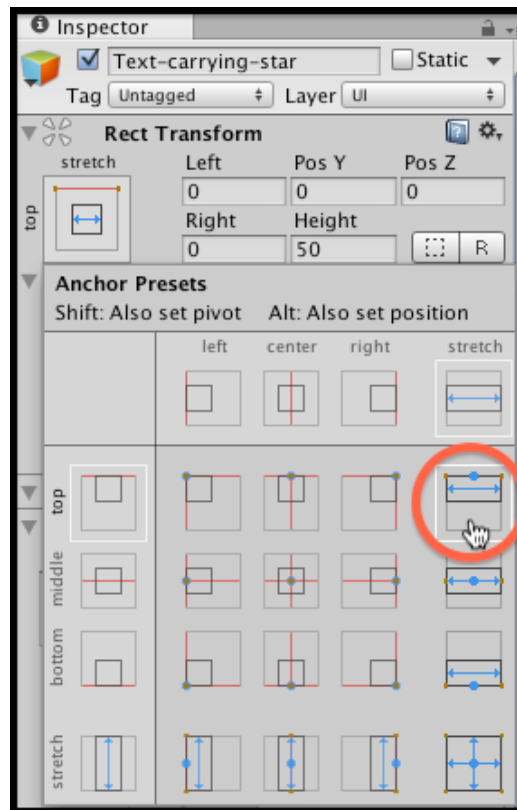 Inspector
Text-carrying-star Static
Tag Untagged Layer UI
Rect Transform
stretch Left Pos Y Pos Z
top 0 0 0
Right Height
0 50 R
Anchor Presets
Shift: Also set pivot Alt: Also set position
left center right stretch
top
middle
bottom
stretch